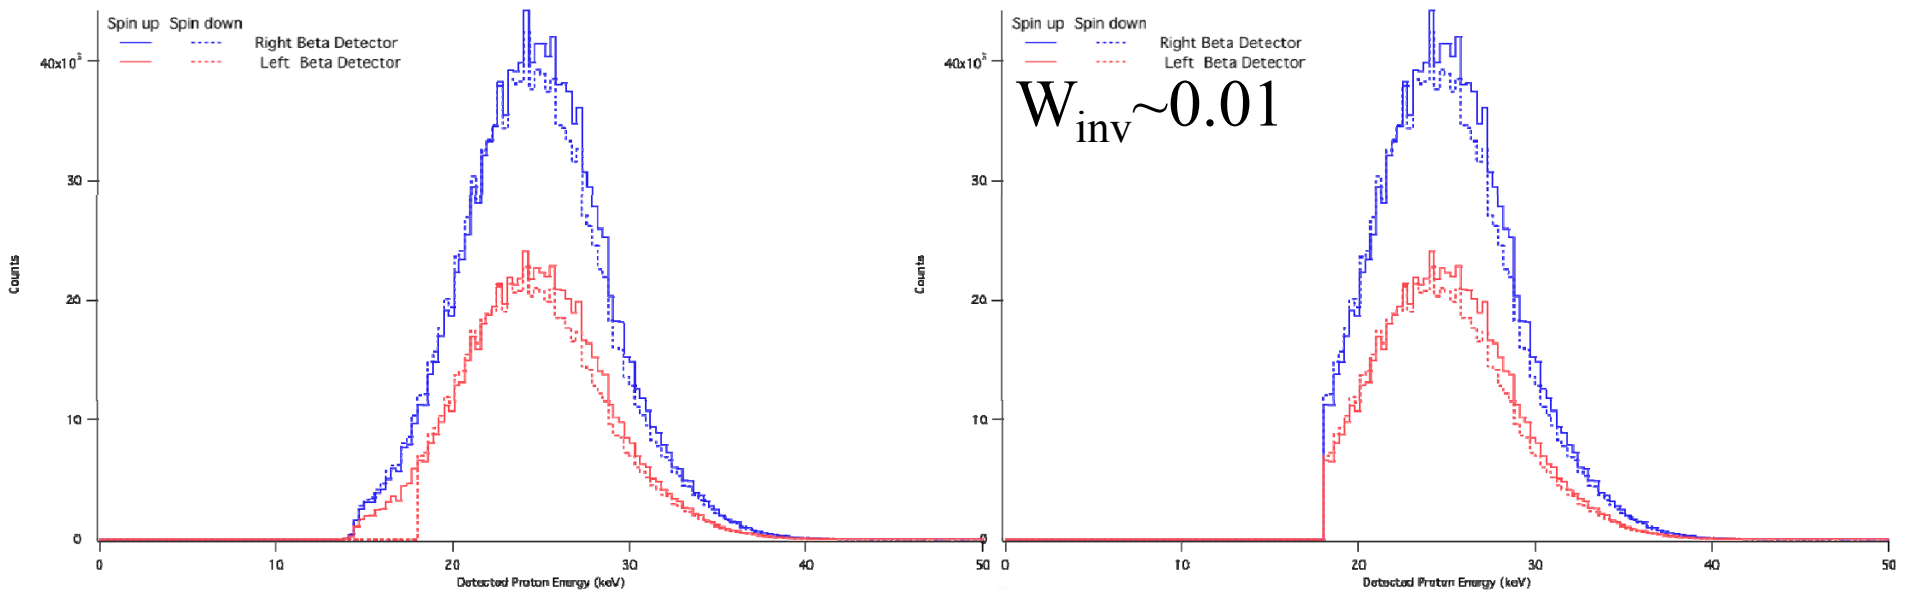 Spin up Spin down
Right Beta Detector
Left Beta Detector
40x10³
30
20
10
0
Counts
0 10 20 30 40 50
Detected Proton Energy (keV)
Spin up Spin down
Right Beta Detector
Left Beta Detector
40x10³
W_inv~0.01
30
20
10
0
Counts
0 10 20 30 40 50
Detected Proton Energy (keV)